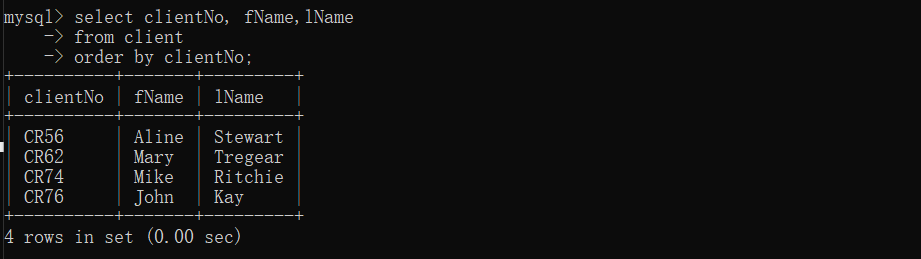 mysql> select clientNo, fName,lName
    -> from client
    -> order by clientNo;
+----------+-------+---------+
| clientNo | fName | lName   |
+----------+-------+---------+
| CR56     | Aline | Stewart |
| CR62     | Mary  | Tregear |
| CR74     | Mike  | Ritchie |
| CR76     | John  | Kay     |
+----------+-------+---------+
4 rows in set (0.00 sec)